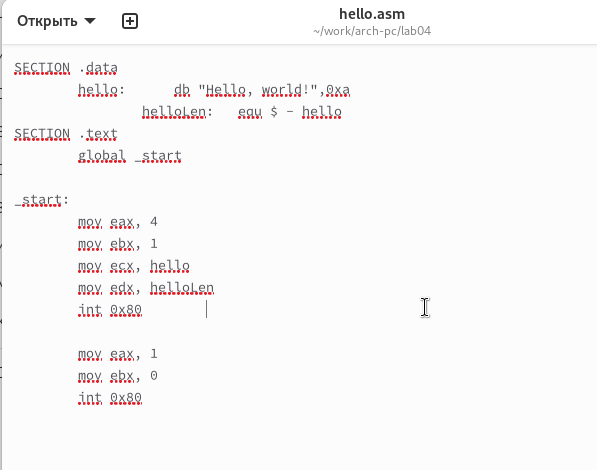 Открыть
hello.asm
~/work/arch-pc/lab04
SECTION .data
hello: db "Hello, world!",0xa
helloLen: equ $ - hello
SECTION .text
global _start
_start:
mov eax, 4
mov ebx, 1
mov ecx, hello
mov edx, helloLen
int 0x80
mov eax, 1
mov ebx, 0
int 0x80